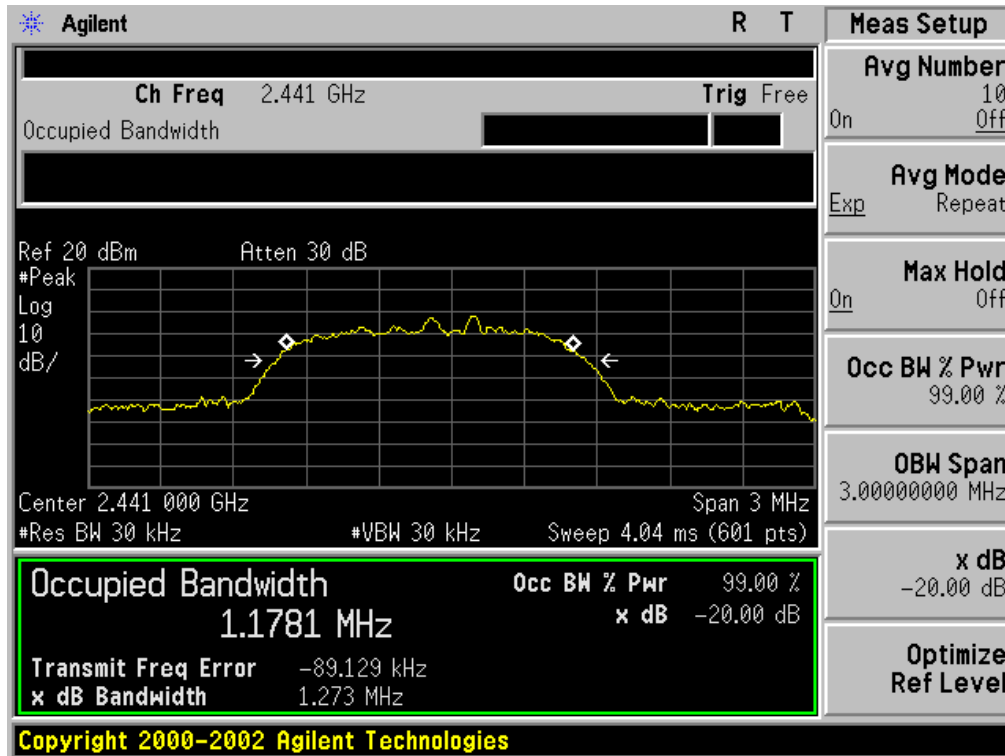 Agilent R T
Ch Freq 2.441 GHz Trig Free
Occupied Bandwidth
Ref 20 dBm Atten 30 dB
#Peak
Log
10
dB/
Center 2.441 000 GHz Span 3 MHz
#Res BW 30 kHz #VBW 30 kHz Sweep 4.04 ms (601 pts)
Occupied Bandwidth
1.1781 MHz
Occ BW % Pwr 99.00 %
x dB -20.00 dB
Transmit Freq Error -89.129 kHz
x dB Bandwidth 1.273 MHz
Copyright 2000-2002 Agilent Technologies
Meas Setup
Avg Number
10
On Off
Avg Mode
Exp Repeat
Max Hold
On Off
Occ BW % Pwr
99.00 %
OBW Span
3.00000000 MHz
x dB
-20.00 dB
Optimize
Ref Level